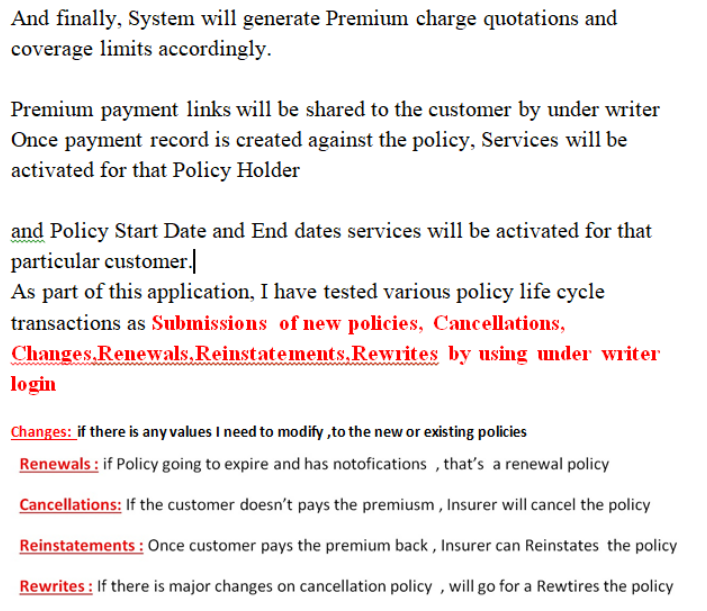 And finally, System will generate Premium charge quotations and
coverage limits accordingly.
Premium payment links will be shared to the customer by under writer
Once payment record is created against the policy, Services will be
activated for that Policy Holder
and Policy Start Date and End dates services will be activated for that
particular customer.
As part of this application, I have tested various policy life cycle
transactions as Submissions of new policies, Cancellations,
Changes,Renewals,Reinstatements,Rewrites by using under writer
login
Changes: if there is any values I need to modify ,to the new or existing policies
Renewals : if Policy going to expire and has notofications , that's a renewal policy
Cancellations: If the customer doesn't pays the premiusm , Insurer will cancel the policy
Reinstatements : Once customer pays the premium back , Insurer can Reinstates the policy
Rewrites : If there is major changes on cancellation policy , will go for a Rewtires the policy